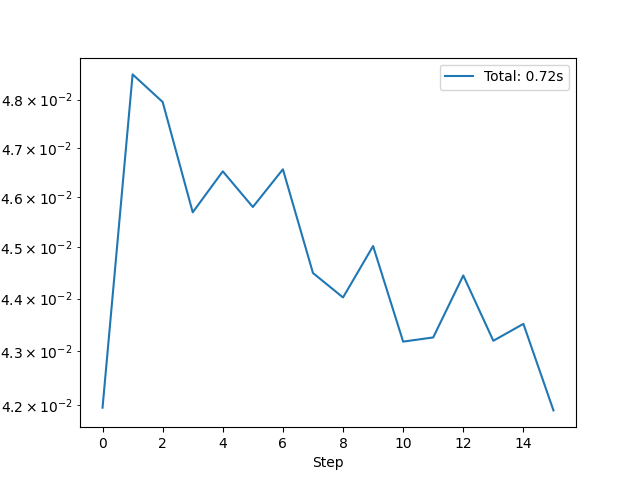 Total: 0.72s
4.8 × 10⁻²
4.7 × 10⁻²
4.6 × 10⁻²
4.5 × 10⁻²
4.4 × 10⁻²
4.3 × 10⁻²
4.2 × 10⁻²
0 2 4 6 8 10 12 14
Step